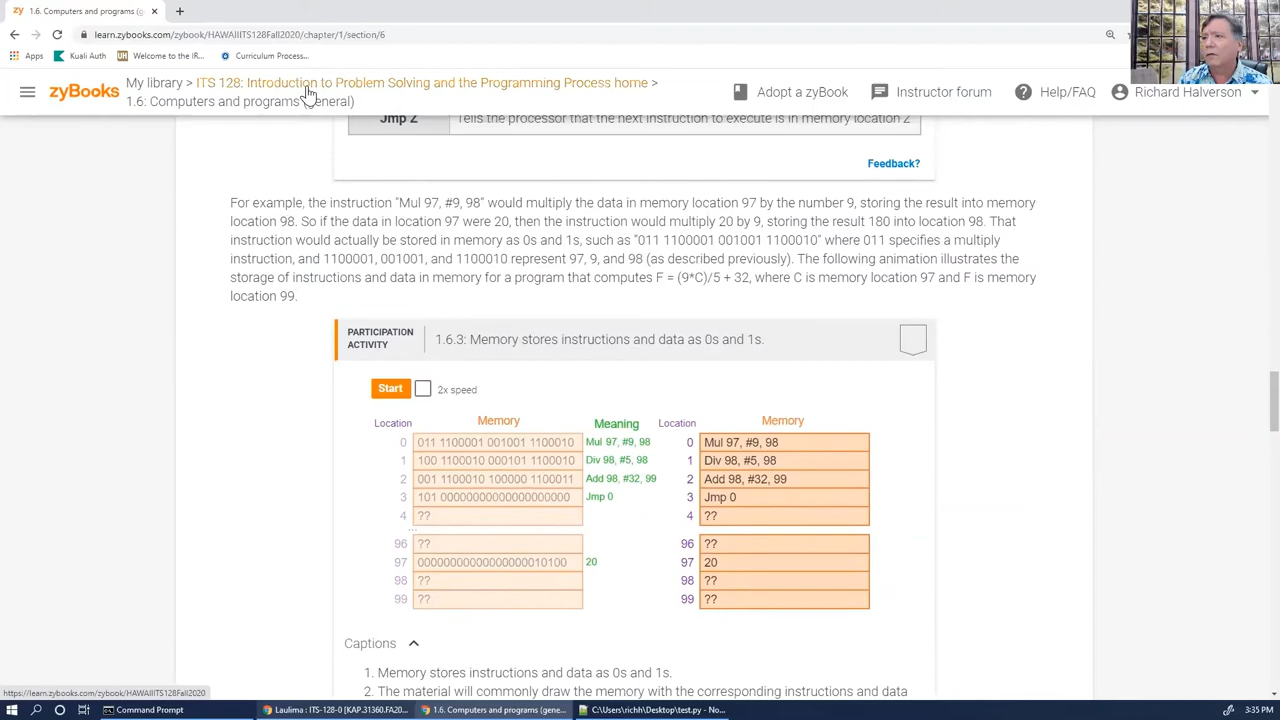 zy 1.6. Computers and programs (g × +
learn.zybooks.com/zybook/HAWAIIITS128Fall2020/chapter/1/section/6
Apps Kuali Auth UH Welcome to the IR... Curriculum Process...
zyBooks My library > ITS 128: Introduction to Problem Solving and the Programming Process home >
1.6: Computers and programs (general)
Adopt a zyBook Instructor forum Help/FAQ Richard Halverson
Jmp Z Tells the processor that the next instruction to execute is in memory location Z
Feedback?
For example, the instruction "Mul 97, #9, 98" would multiply the data in memory location 97 by the number 9, storing the result into memory
location 98. So if the data in location 97 were 20, then the instruction would multiply 20 by 9, storing the result 180 into location 98. That
instruction would actually be stored in memory as 0s and 1s, such as "011 1100001 001001 1100010" where 011 specifies a multiply
instruction, and 1100001, 001001, and 1100010 represent 97, 9, and 98 (as described previously). The following animation illustrates the
storage of instructions and data in memory for a program that computes F = (9*C)/5 + 32, where C is memory location 97 and F is memory
location 99.
PARTICIPATION
ACTIVITY
1.6.3: Memory stores instructions and data as 0s and 1s.
Start 2x speed
Location Memory Meaning Location Memory
0 011 1100001 001001 1100010 Mul 97, #9, 98 0 Mul 97, #9, 98
1 100 1100010 000101 1100010 Div 98, #5, 98 1 Div 98, #5, 98
2 001 1100010 100000 1100011 Add 98, #32, 99 2 Add 98, #32, 99
3 101 00000000000000000000 Jmp 0 3 Jmp 0
4 ?? 4 ??
...
96 ?? 96 ??
97 00000000000000000010100 20 97 20
98 ?? 98 ??
99 ?? 99 ??
Captions
1. Memory stores instructions and data as 0s and 1s.
2. The material will commonly draw the memory with the corresponding instructions and data
https://learn.zybooks.com/zybook/HAWAIIITS128Fall2020
Command Prompt Laulima : ITS-128-0 [KAP.31360.FA20... 1.6. Computers and programs (gene... C:\Users\richh\Desktop\test.py - No... 3:35 PM